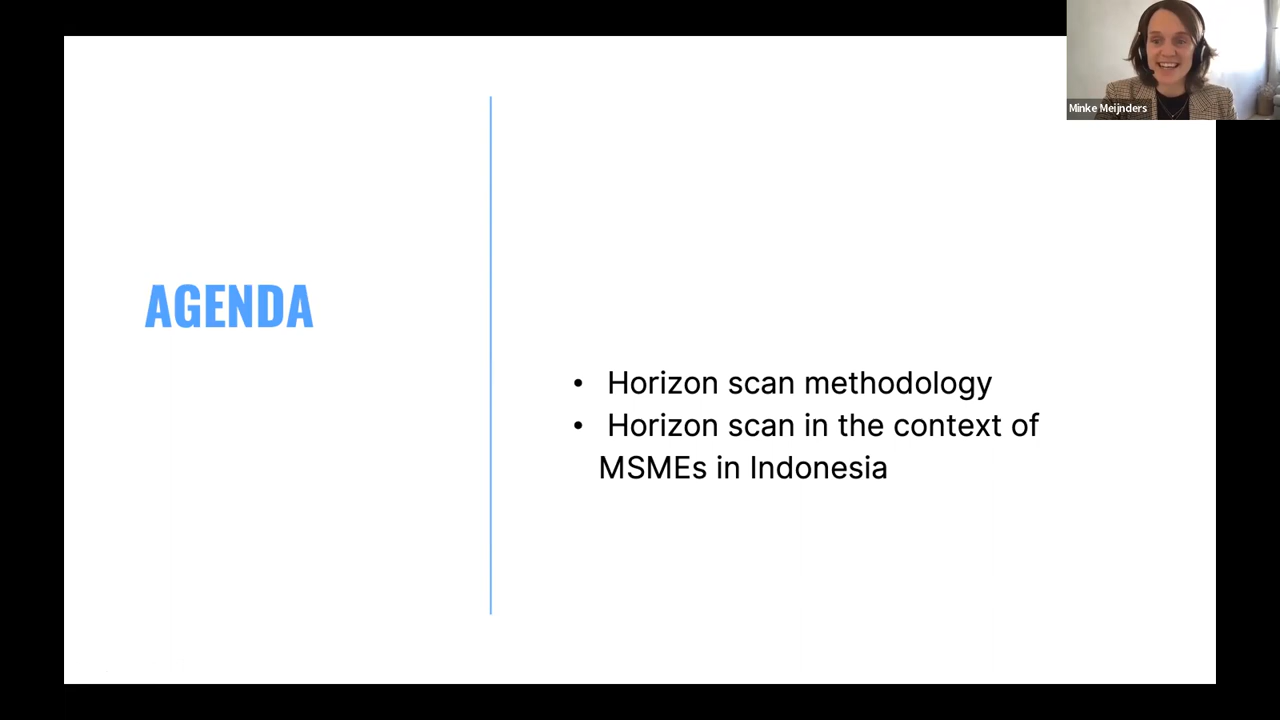 Minke Meijnders
AGENDA
• Horizon scan methodology
• Horizon scan in the context of
MSMEs in Indonesia